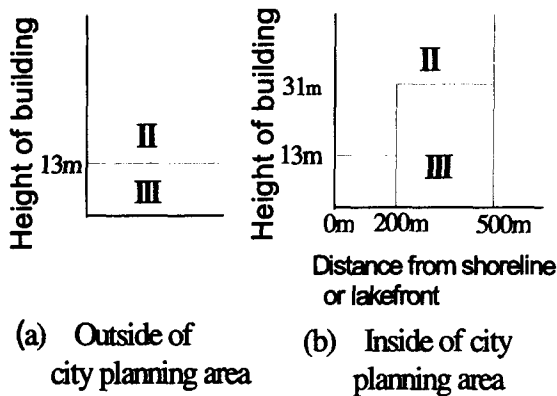 Height of building
13m
II
III
(a) Outside of
city planning area
Height of building
31m
13m
II
III
0m 200m 500m
Distance from shoreline
or lakefront
(b) Inside of city
planning area